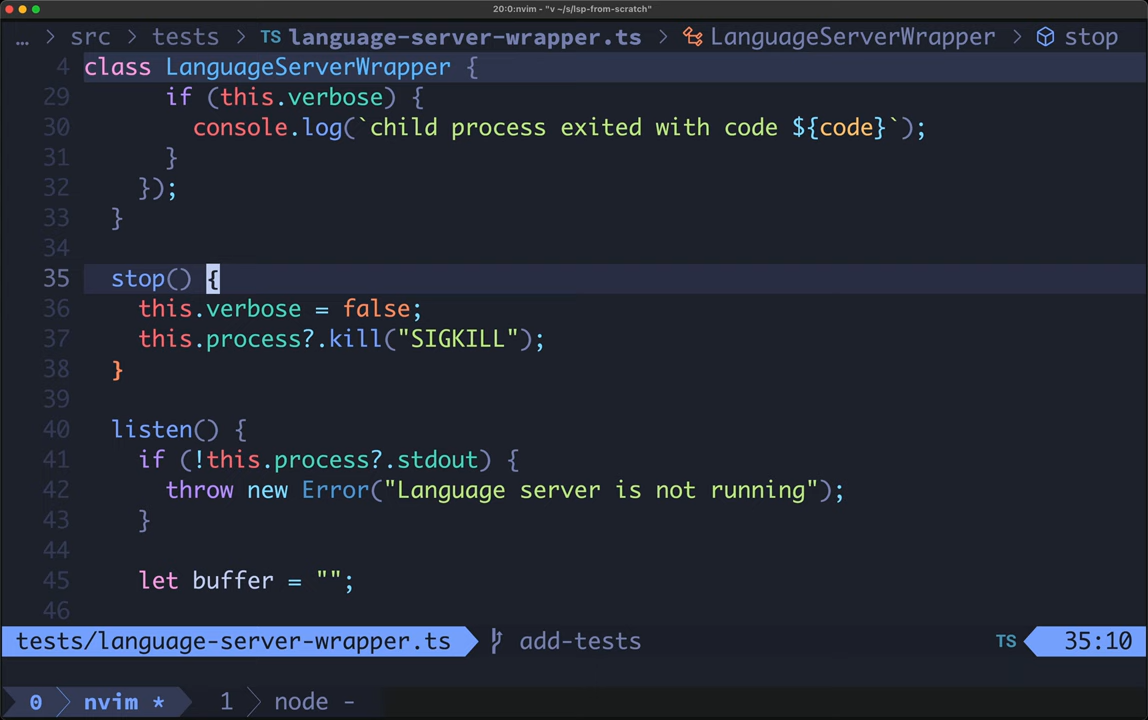 20:0:nvim - "v ~/s/lsp-from-scratch"
… > src > tests > TS language-server-wrapper.ts > LanguageServerWrapper > stop
4 class LanguageServerWrapper {
29 if (this.verbose) {
30 console.log(`child process exited with code ${code}`);
31 }
32 });
33 }
34
35 stop() {
36 this.verbose = false;
37 this.process?.kill("SIGKILL");
38 }
39
40 listen() {
41 if (!this.process?.stdout) {
42 throw new Error("Language server is not running");
43 }
44
45 let buffer = "";
46
tests/language-server-wrapper.ts add-tests TS 35:10
0 nvim * 1 node -